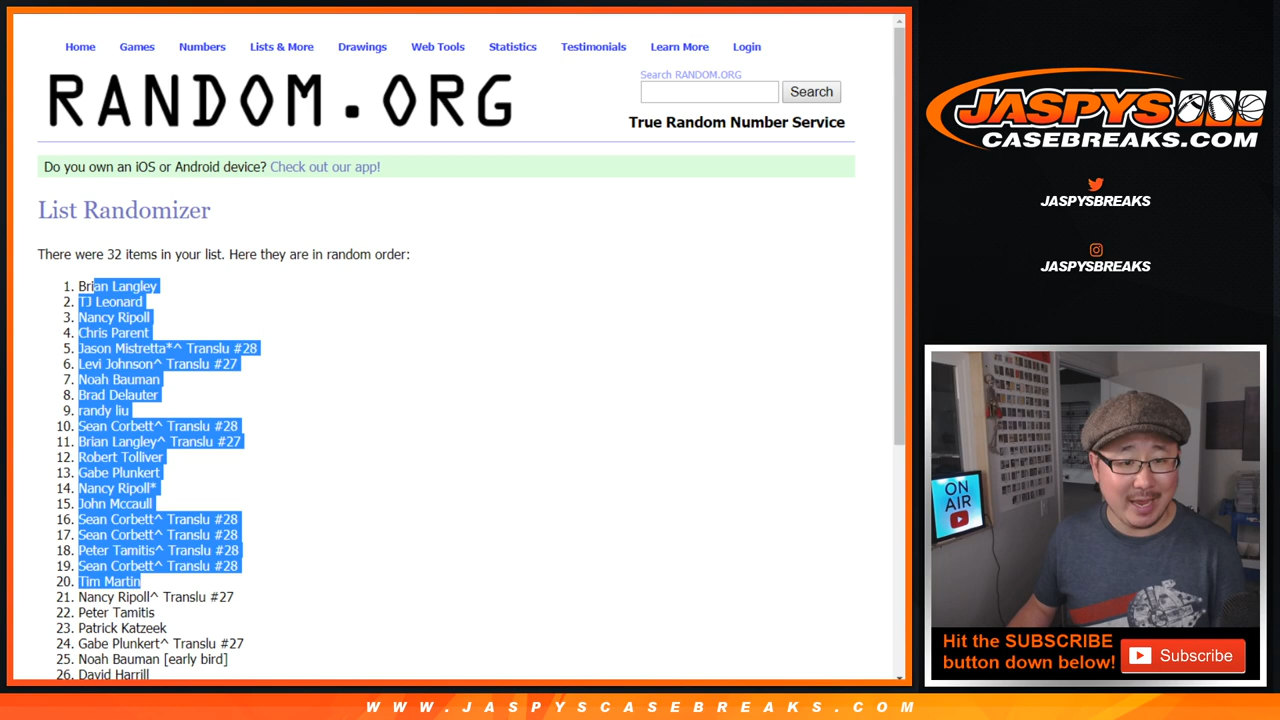 Home Games Numbers Lists & More Drawings Web Tools Statistics Testimonials Learn More Login
RANDOM.ORG
Search RANDOM.ORG
Search
True Random Number Service
Do you own an iOS or Android device? Check out our app!
List Randomizer
There were 32 items in your list. Here they are in random order:
1. Brian Langley
2. TJ Leonard
3. Nancy Ripoll
4. Chris Parent
5. Jason Mistretta*^ Translu #28
6. Levi Johnson^ Translu #27
7. Noah Bauman
8. Brad Delauter
9. randy liu
10. Sean Corbett^ Translu #28
11. Brian Langley^ Translu #27
12. Robert Tolliver
13. Gabe Plunkert
14. Nancy Ripoll*
15. John Mccaull
16. Sean Corbett^ Translu #28
17. Sean Corbett^ Translu #28
18. Peter Tamitis^ Translu #28
19. Sean Corbett^ Translu #28
20. Tim Martin
21. Nancy Ripoll^ Translu #27
22. Peter Tamitis
23. Patrick Katzeek
24. Gabe Plunkert^ Translu #27
25. Noah Bauman [early bird]
26. David Harrill
JASPYS
CASEBREAKS.COM
JASPYSBREAKS
JASPYSBREAKS
ON
AIR
Hit the SUBSCRIBE
button down below!
Subscribe
WWW.JASPYSCASEBREAKS.COM